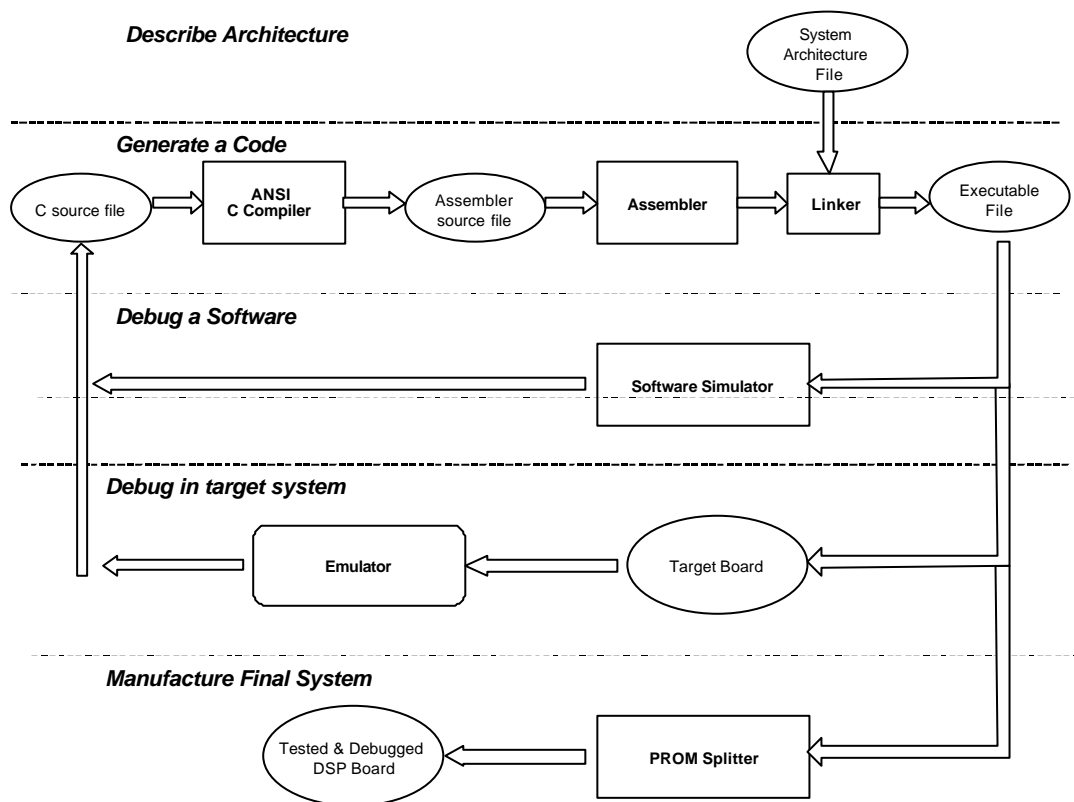 Describe Architecture
System
Architecture
File
Generate a Code
C source file
ANSI
C Compiler
Assembler
source file
Assembler
Linker
Executable
File
Debug a Software
Software Simulator
Debug in target system
Emulator
Target Board
Manufacture Final System
Tested & Debugged
DSP Board
PROM Splitter